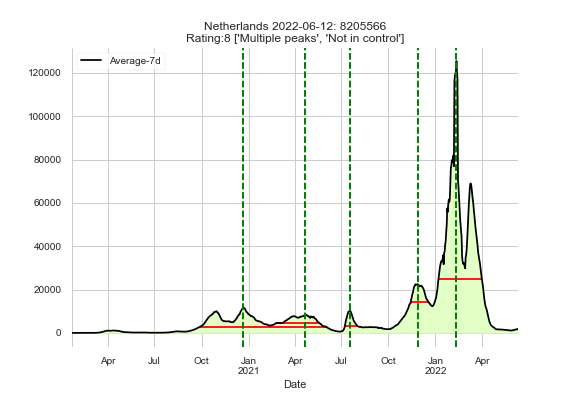 Netherlands 2022-06-12: 8205566
Rating:8 ['Multiple peaks', 'Not in control']
Average-7d
120000
100000
80000
60000
40000
20000
0
Apr Jul Oct Jan Apr Jul Oct Jan Apr
2021 2022
Date